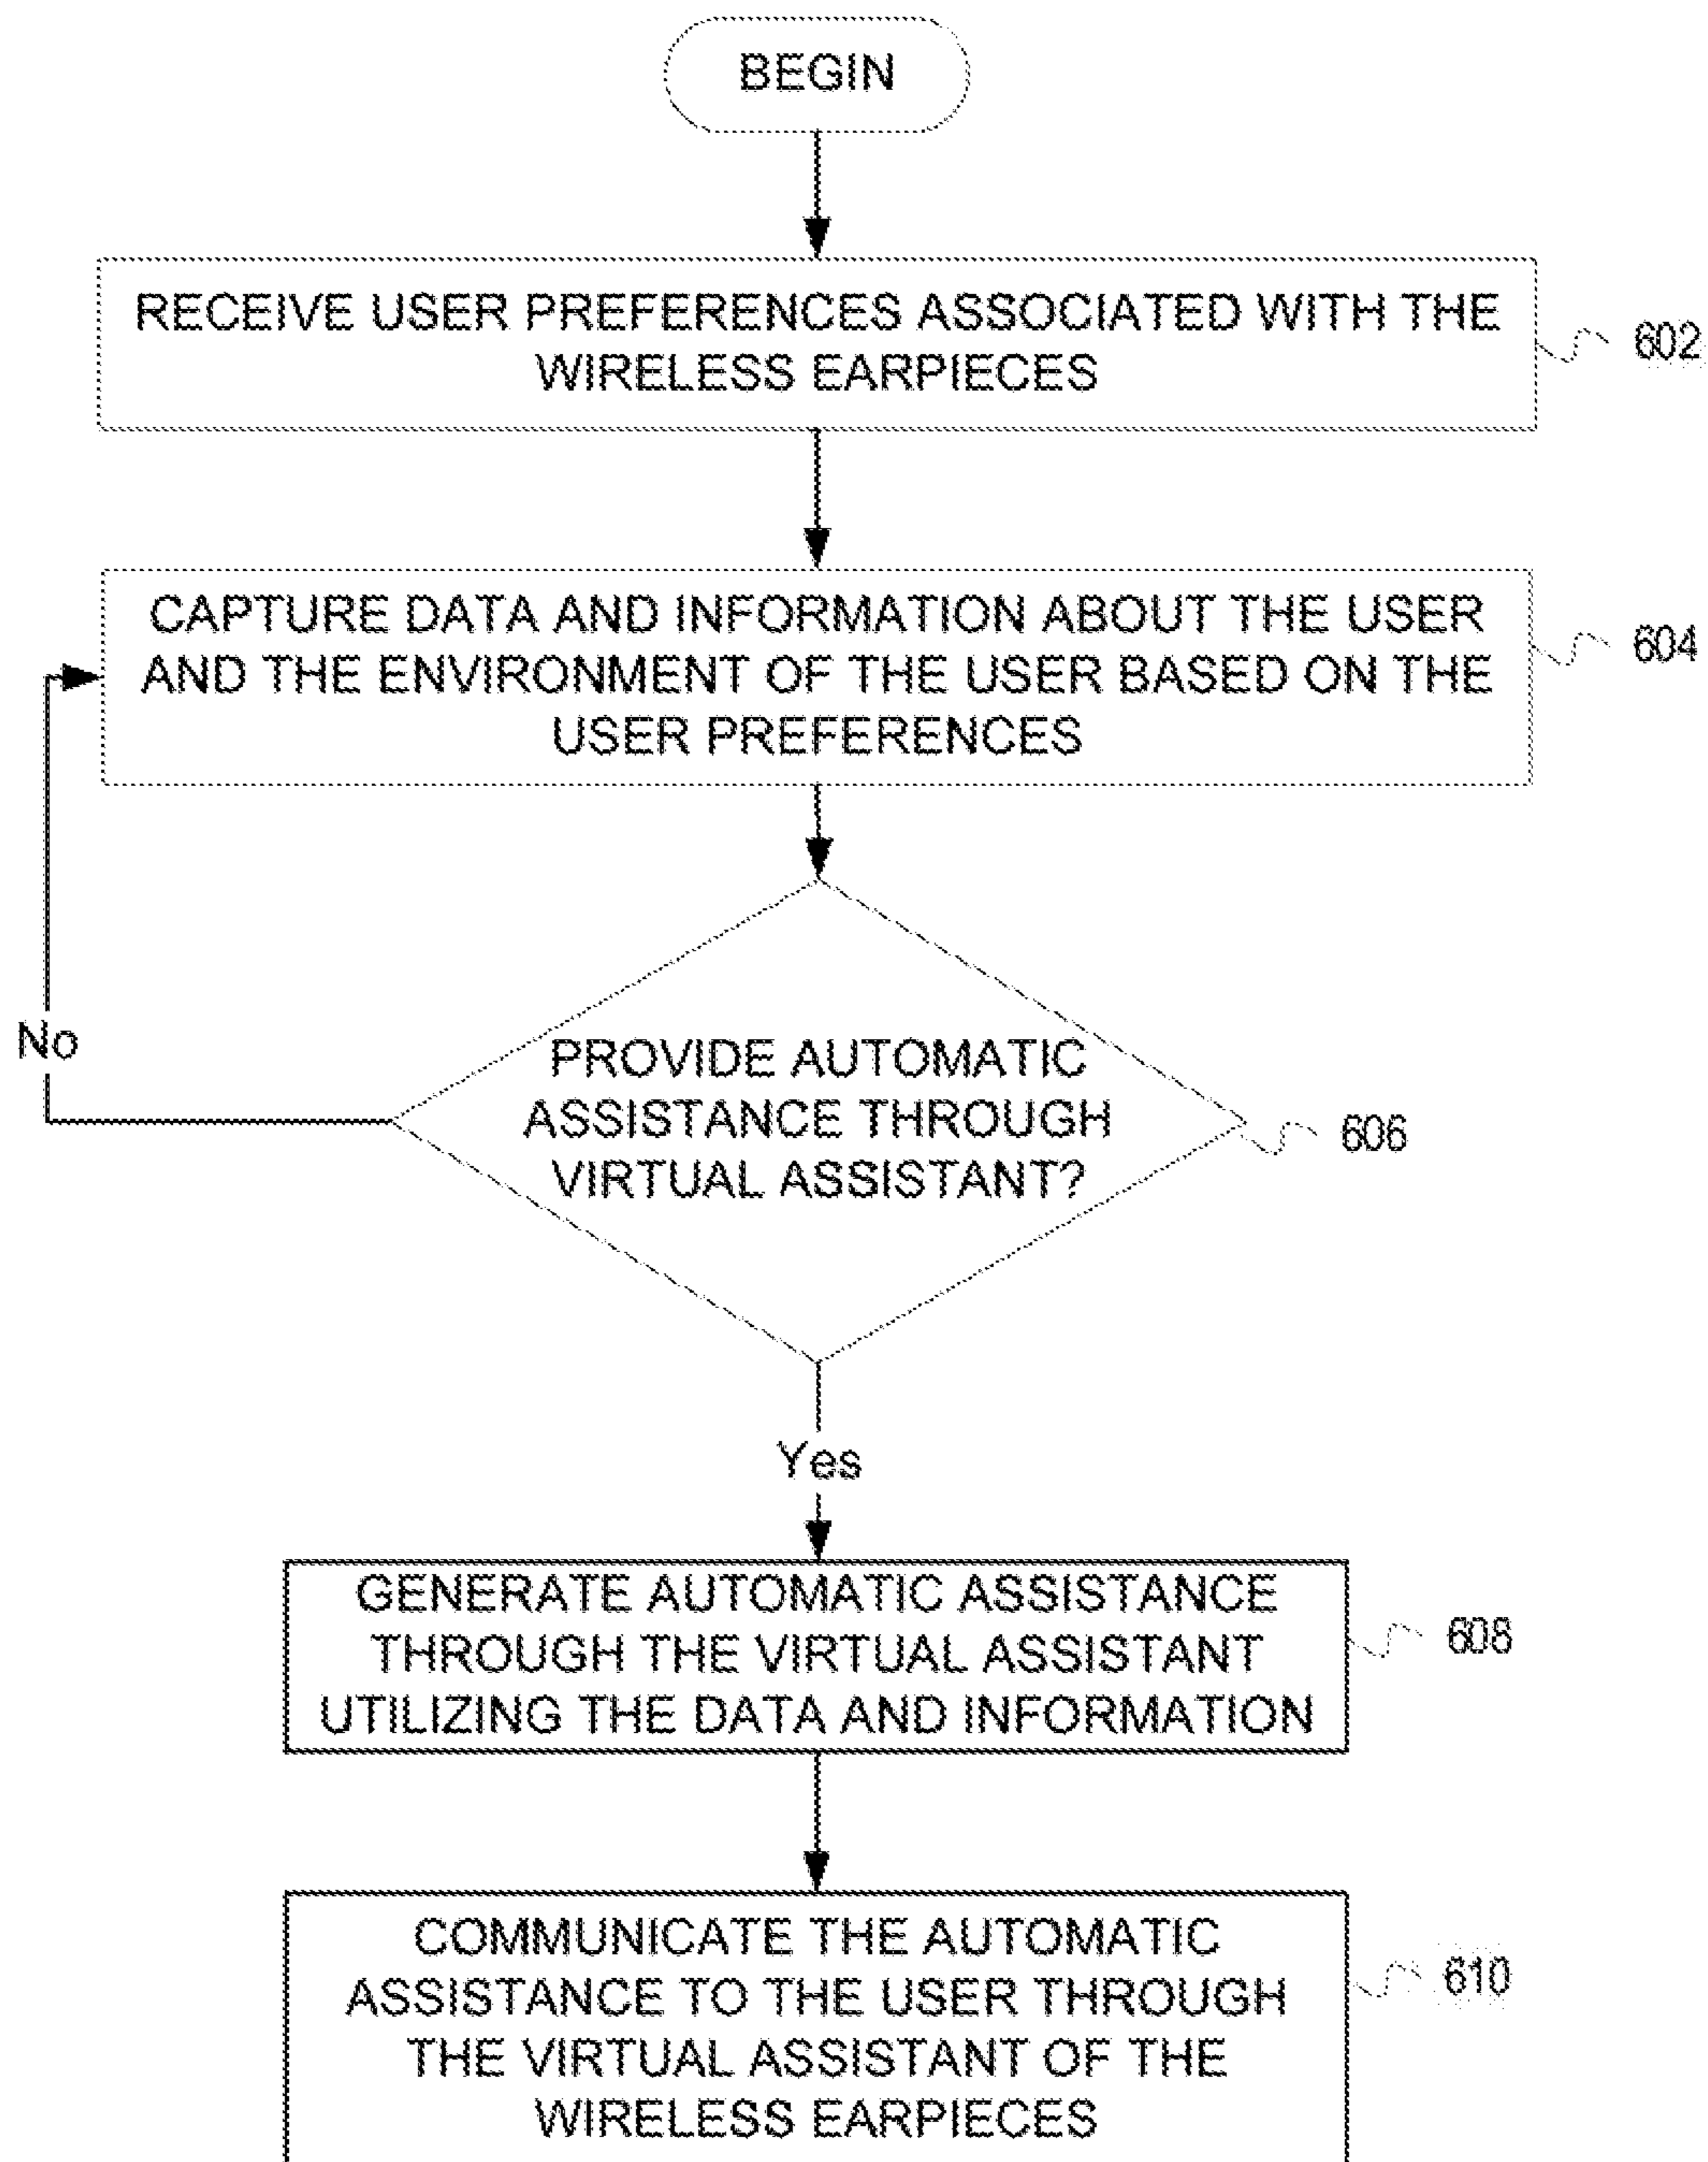 BEGIN
RECEIVE USER PREFERENCES ASSOCIATED WITH THE
WIRELESS EARPIECES
602
CAPTURE DATA AND INFORMATION ABOUT THE USER
AND THE ENVIRONMENT OF THE USER BASED ON THE
USER PREFERENCES
604
No
PROVIDE AUTOMATIC
ASSISTANCE THROUGH
VIRTUAL ASSISTANT?
606
Yes
GENERATE AUTOMATIC ASSISTANCE
THROUGH THE VIRTUAL ASSISTANT
UTILIZING THE DATA AND INFORMATION
608
COMMUNICATE THE AUTOMATIC
ASSISTANCE TO THE USER THROUGH
THE VIRTUAL ASSISTANT OF THE
WIRELESS EARPIECES
610